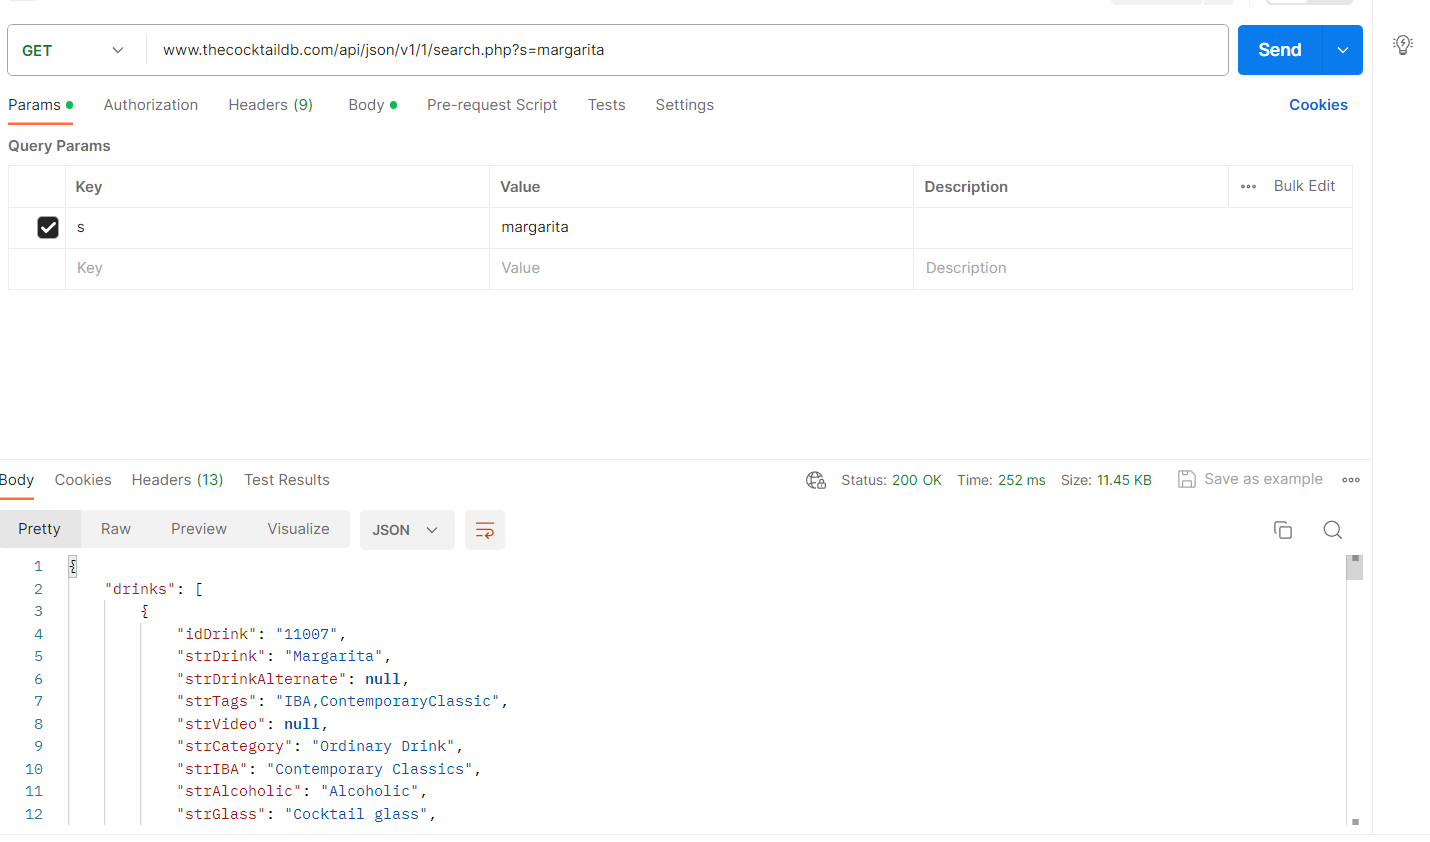 GET www.thecocktaildb.com/api/json/v1/1/search.php?s=margarita Send
Params Authorization Headers (9) Body Pre-request Script Tests Settings Cookies
Query Params
Key Value Description Bulk Edit
s margarita
Key Value Description
Body Cookies Headers (13) Test Results Status: 200 OK Time: 252 ms Size: 11.45 KB Save as example
Pretty Raw Preview Visualize JSON
1 {
2 "drinks": [
3 {
4 "idDrink": "11007",
5 "strDrink": "Margarita",
6 "strDrinkAlternate": null,
7 "strTags": "IBA,ContemporaryClassic",
8 "strVideo": null,
9 "strCategory": "Ordinary Drink",
10 "strIBA": "Contemporary Classics",
11 "strAlcoholic": "Alcoholic",
12 "strGlass": "Cocktail glass",